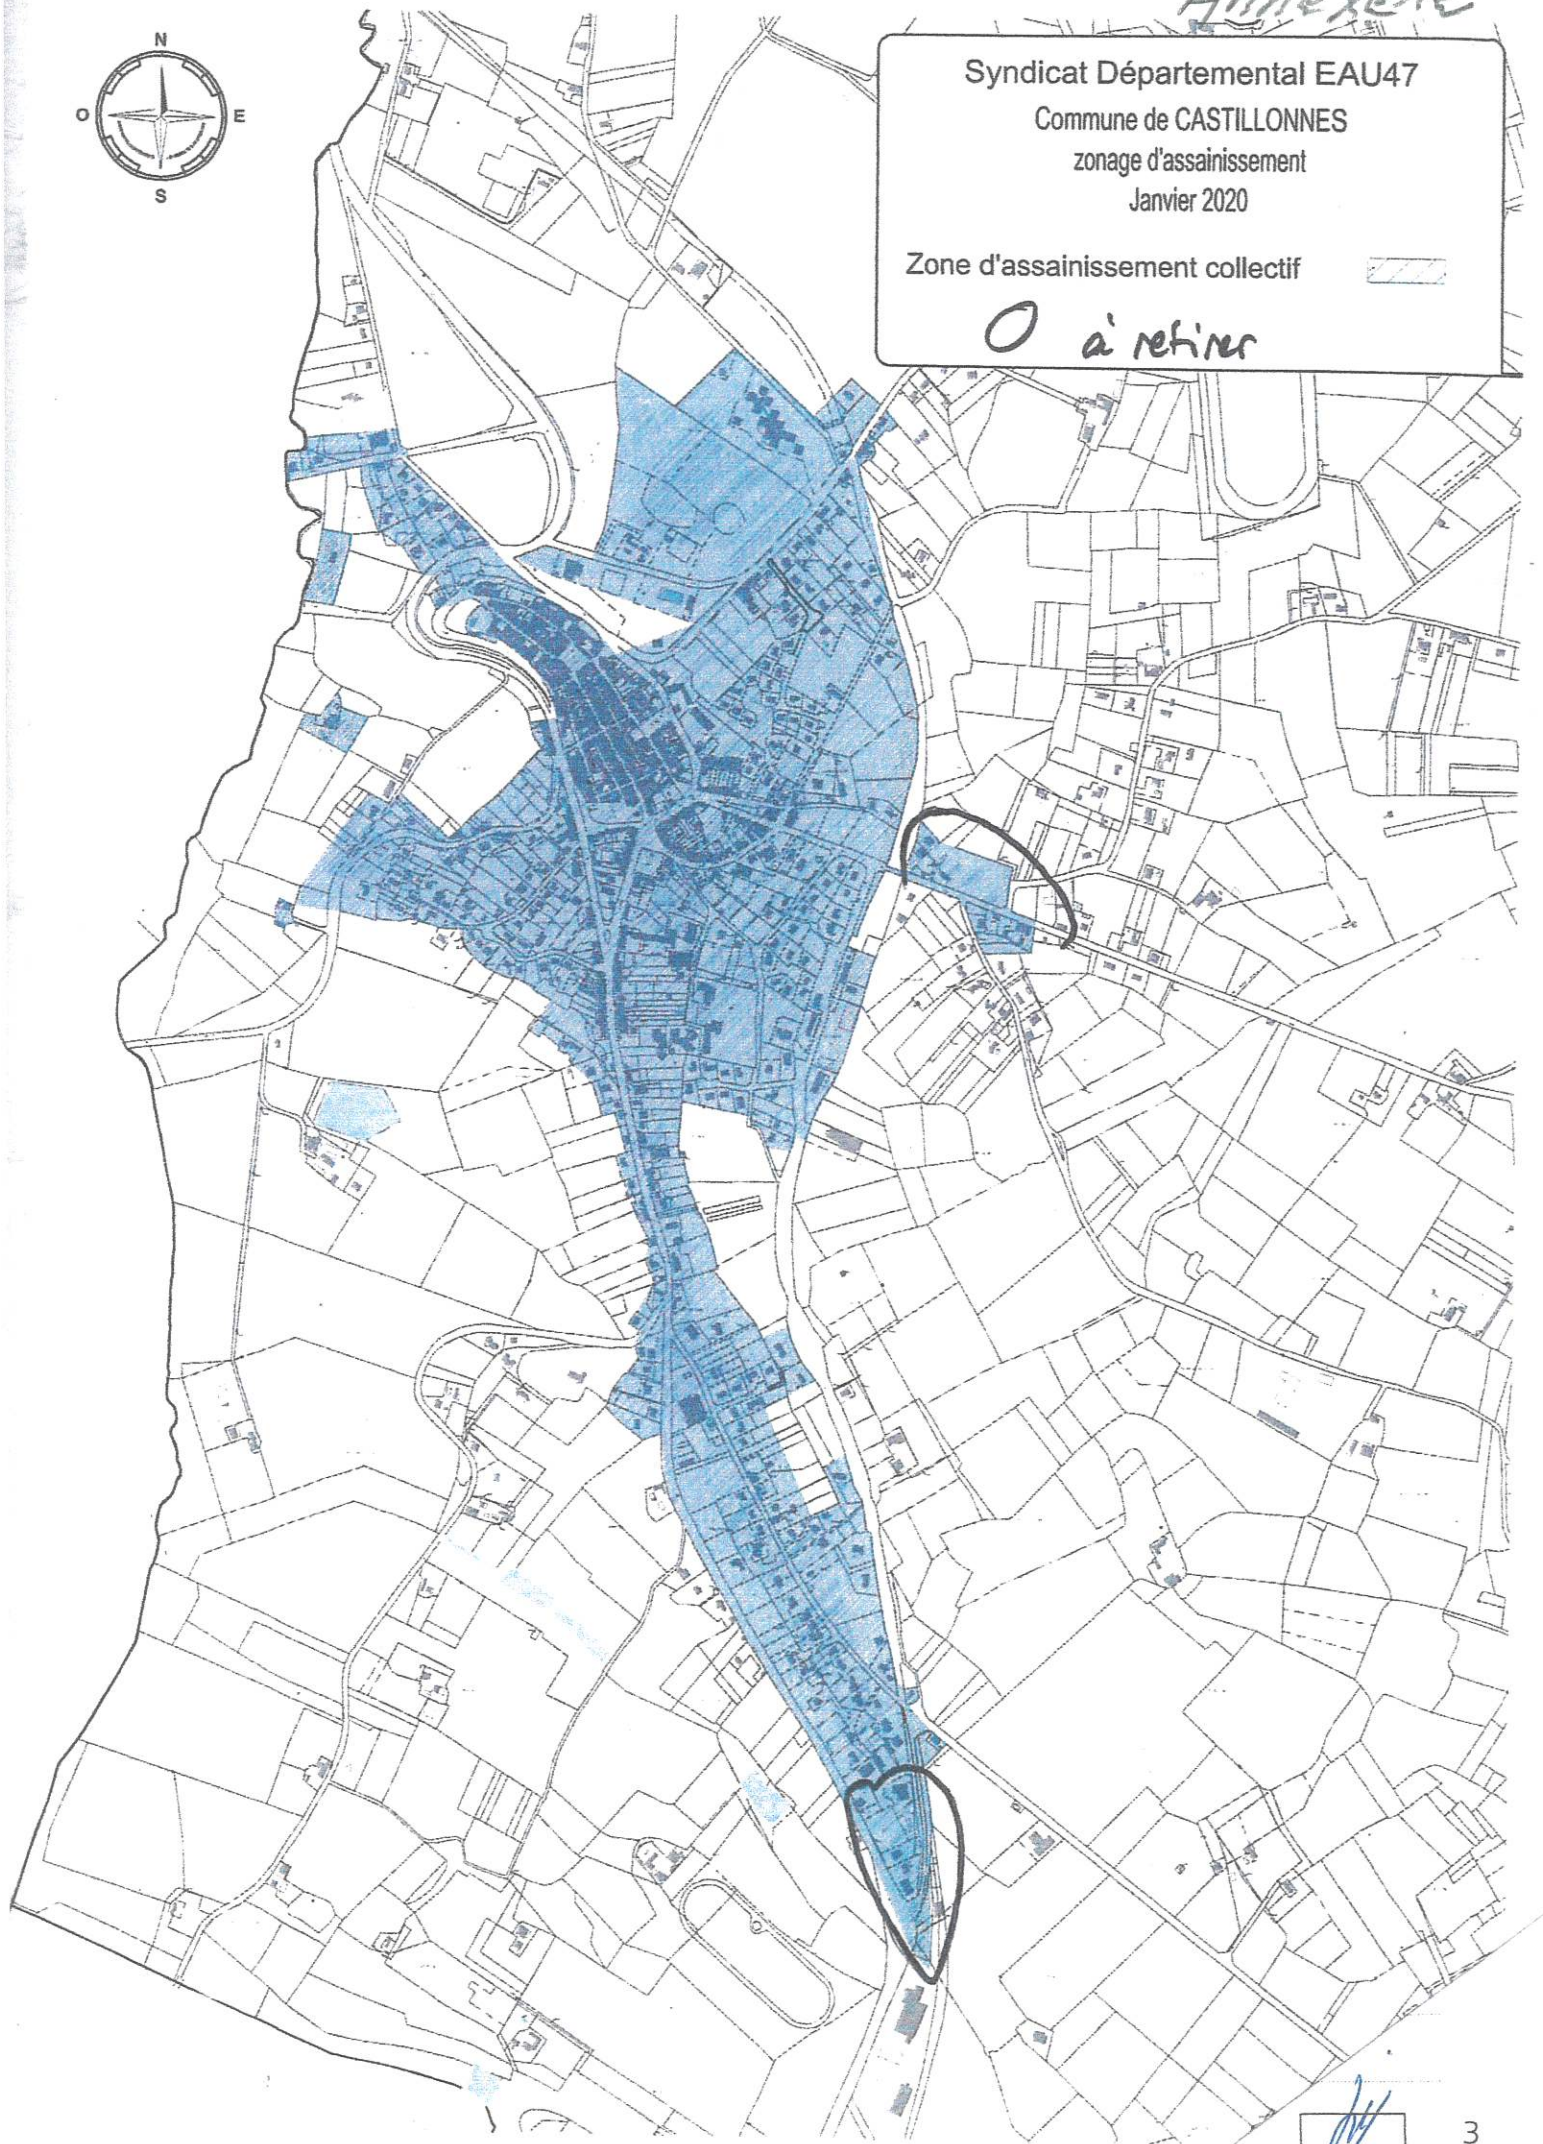 N
O
E
S
Syndicat Départemental EAU47
Commune de CASTILLONNES
zonage d'assainissement
Janvier 2020
Zone d'assainissement collectif
O à retirer
3